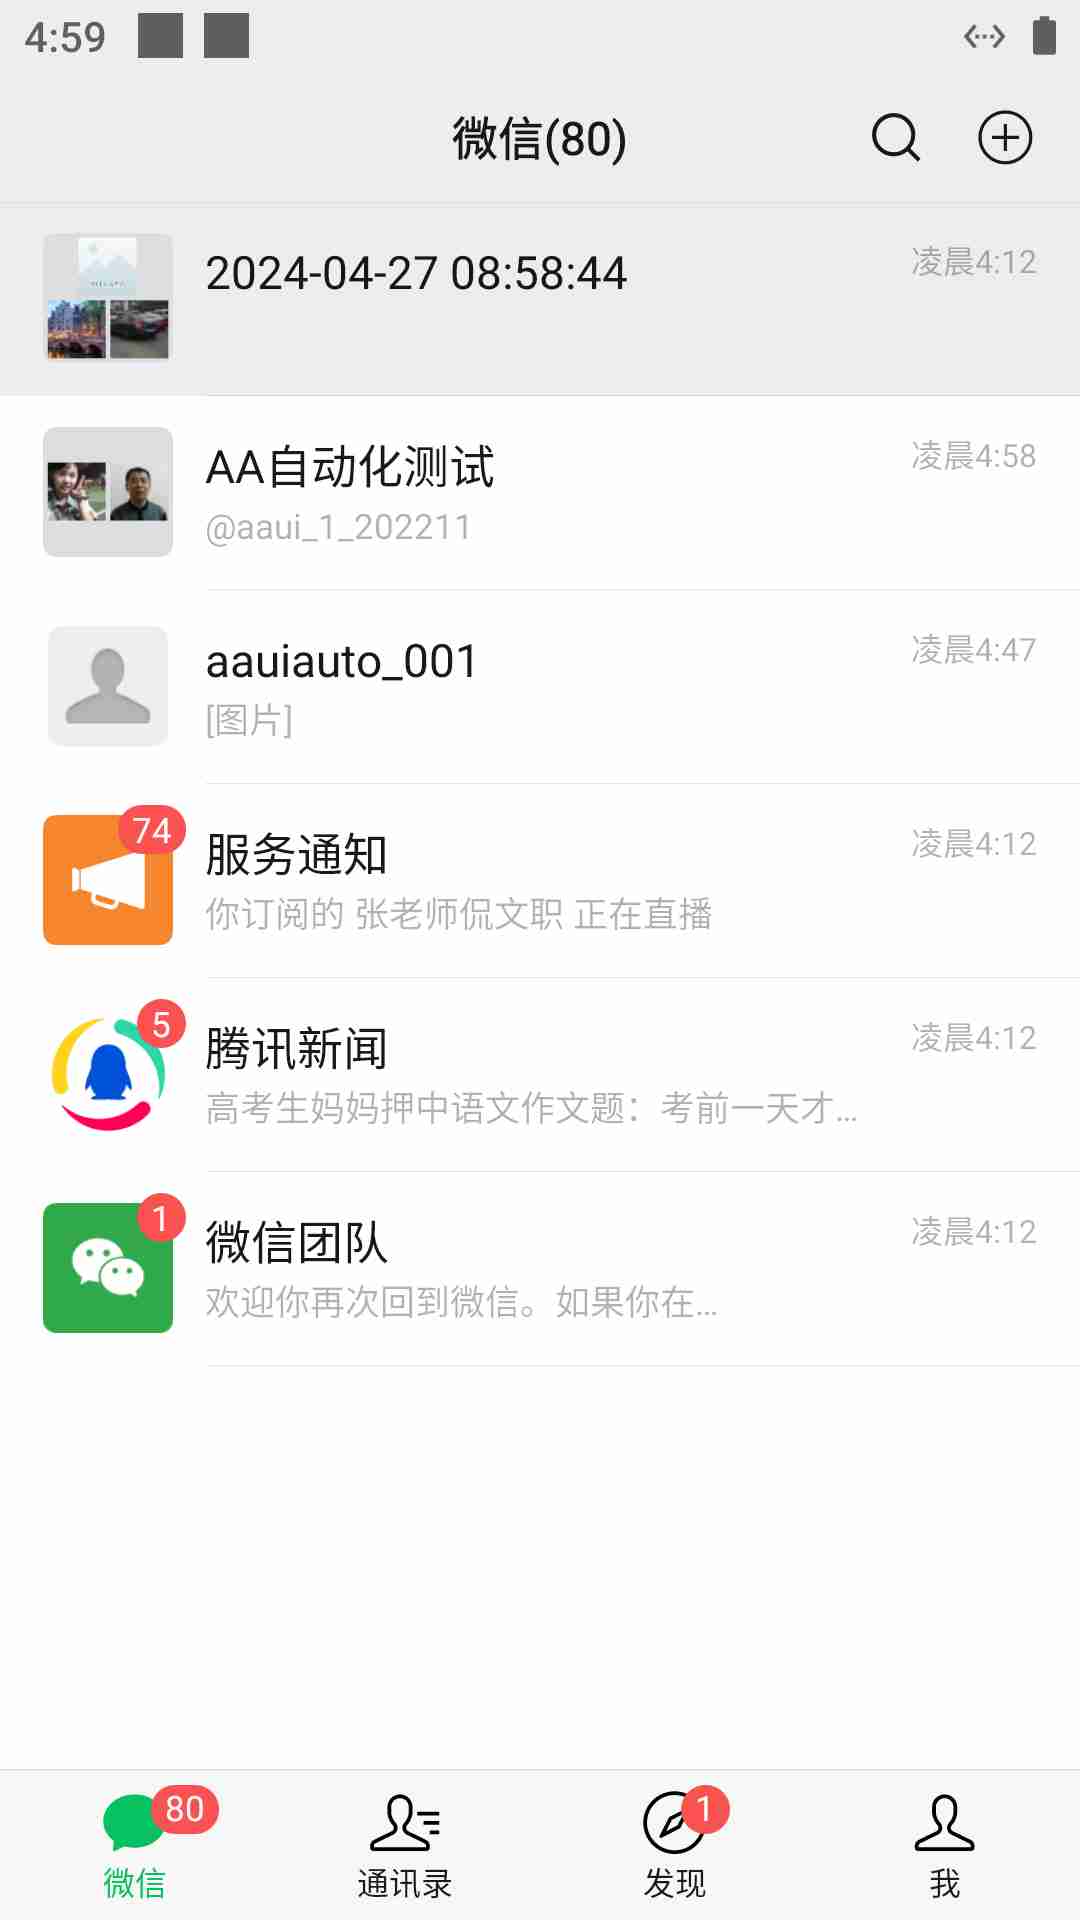 4:59
微信(80)
2024-04-27 08:58:44
凌晨4:12
AA自动化测试
凌晨4:58
@aaui_1_202211
aauiauto_001
凌晨4:47
[图片]
74
服务通知
凌晨4:12
你订阅的 张老师侃文职 正在直播
5
腾讯新闻
凌晨4:12
高考生妈妈押中语文作文题：考前一天才...
1
微信团队
凌晨4:12
欢迎你再次回到微信。如果你在...
80
1
微信
通讯录
发现
我